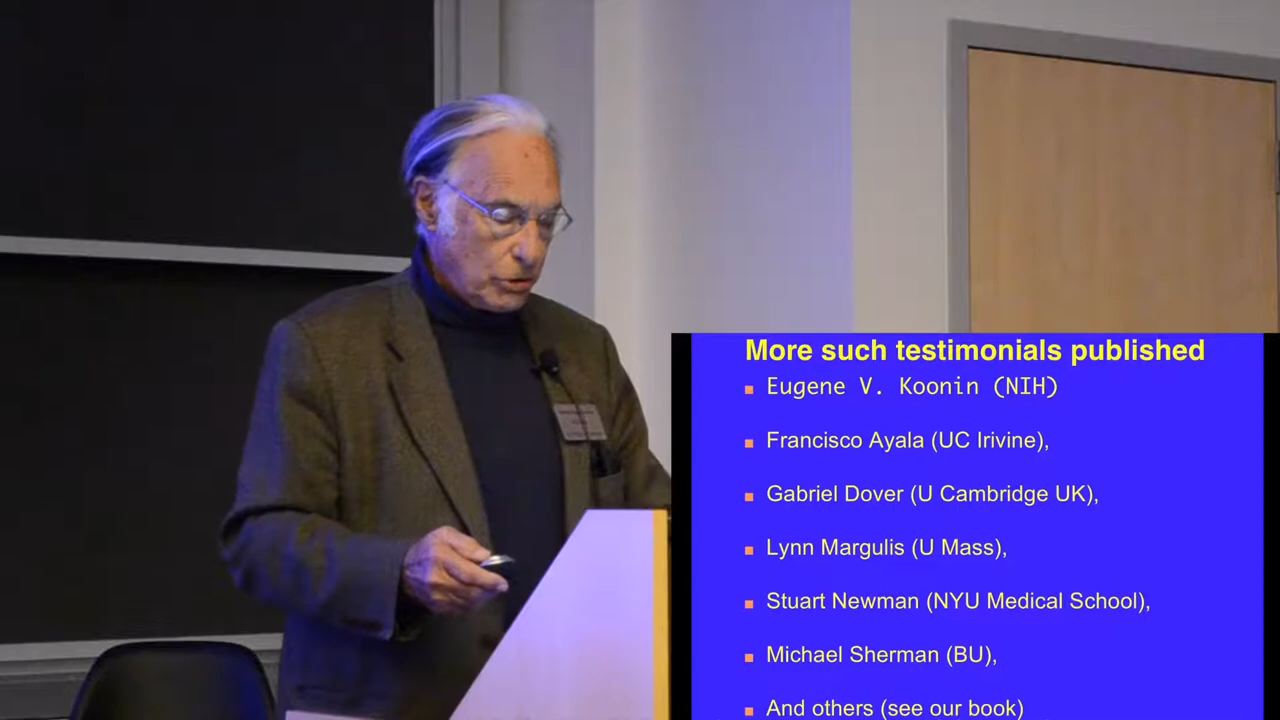 More such testimonials published
Eugene V. Koonin (NIH)
Francisco Ayala (UC Irivine),
Gabriel Dover (U Cambridge UK),
Lynn Margulis (U Mass),
Stuart Newman (NYU Medical School),
Michael Sherman (BU),
And others (see our book)